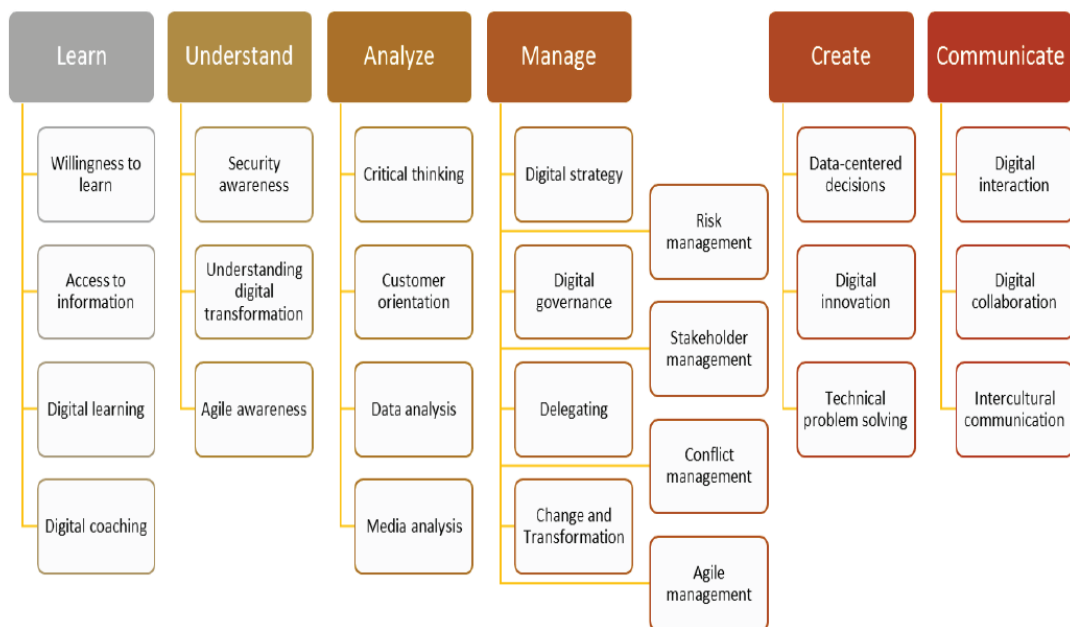 Learn
Willingness to
learn
Access to
information
Digital learning
Digital coaching
Understand
Security
awareness
Understanding
digital
transformation
Agile awareness
Analyze
Critical thinking
Customer
orientation
Data analysis
Media analysis
Manage
Digital strategy
Risk
management
Digital
governance
Stakeholder
management
Delegating
Conflict
management
Change and
Transformation
Agile
management
Create
Data-centered
decisions
Digital
innovation
Technical
problem solving
Communicate
Digital
interaction
Digital
collaboration
Intercultural
communication